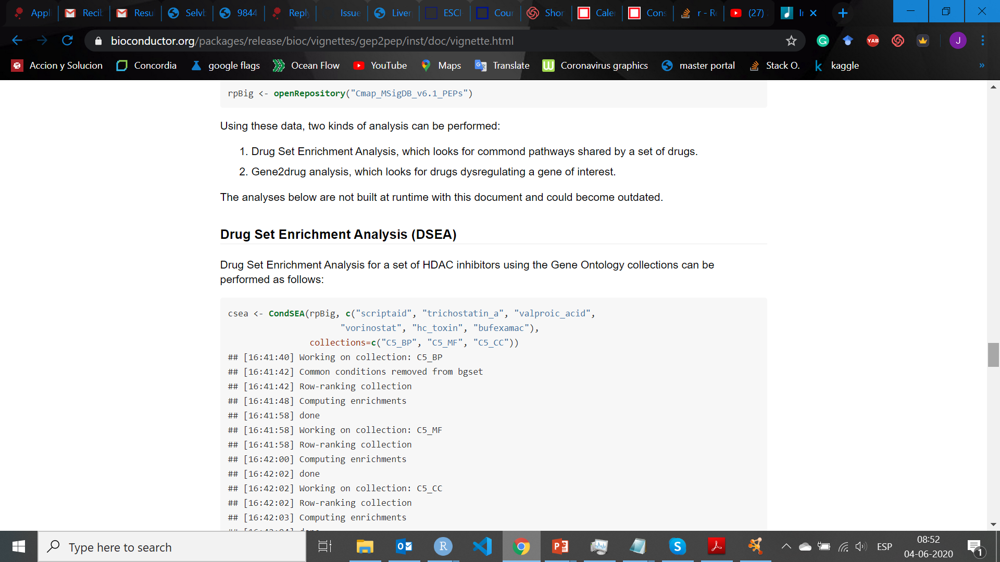 Appl
Recib
Resu
Selvb
9844
Reply
Issue
Liver
ESCI
Cour
Shor
Caler
Cons
r - Re
(27)
In
bioconductor.org/packages/release/bioc/vignettes/gep2pep/inst/doc/vignette.html
G
YAB
J
Accion y Solucion
Concordia
google flags
Ocean Flow
YouTube
Maps
Translate
Coronavirus graphics
master portal
Stack O.
kaggle
rpBig <- openRepository("Cmap_MSigDB_v6.1_PEPs")
Using these data, two kinds of analysis can be performed:
1. Drug Set Enrichment Analysis, which looks for commond pathways shared by a set of drugs.
2. Gene2drug analysis, which looks for drugs dysregulating a gene of interest.
The analyses below are not built at runtime with this document and could become outdated.
Drug Set Enrichment Analysis (DSEA)
Drug Set Enrichment Analysis for a set of HDAC inhibitors using the Gene Ontology collections can be
performed as follows:
csea <- CondSEA(rpBig, c("scriptaid", "trichostatin_a", "valproic_acid",
"vorinostat", "hc_toxin", "bufexamac"),
collections=c("C5_BP", "C5_MF", "C5_CC"))
## [16:41:40] Working on collection: C5_BP
## [16:41:42] Common conditions removed from bgset
## [16:41:42] Row-ranking collection
## [16:41:48] Computing enrichments
## [16:41:58] done
## [16:41:58] Working on collection: C5_MF
## [16:41:58] Row-ranking collection
## [16:42:00] Computing enrichments
## [16:42:02] done
## [16:42:02] Working on collection: C5_CC
## [16:42:02] Row-ranking collection
## [16:42:03] Computing enrichments
## [16:42:04] done
Type here to search
ESP
08:52
04-06-2020
1